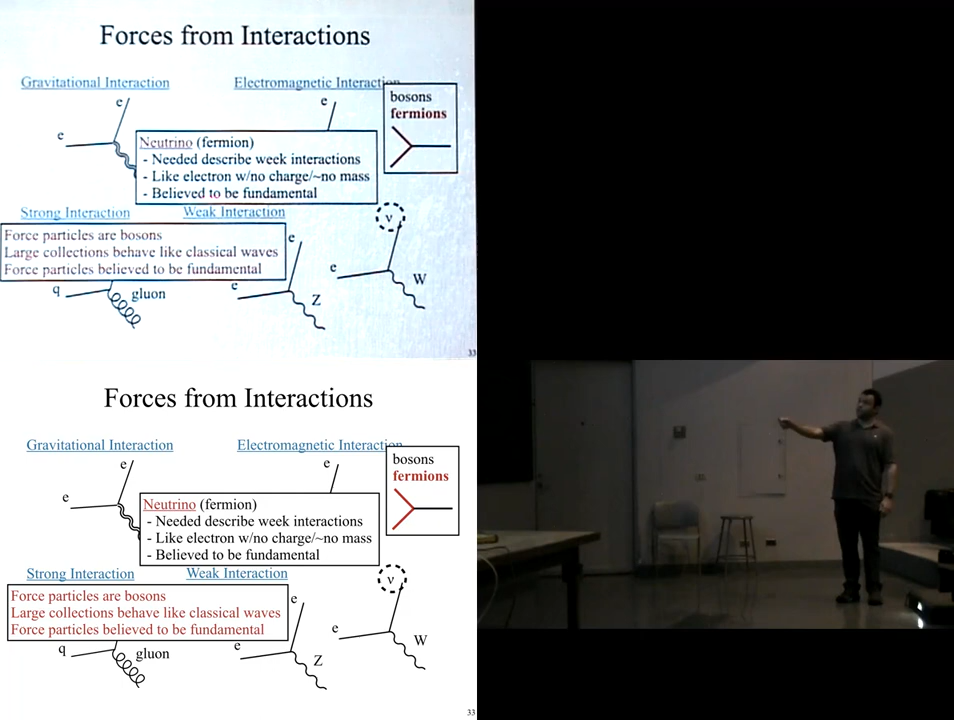 Forces from Interactions
Gravitational Interaction
Electromagnetic Interaction
bosons
fermions
e
e
e
Neutrino (fermion)
- Needed describe week interactions
- Like electron w/no charge/~no mass
- Believed to be fundamental
Strong Interaction
Weak Interaction
ν
Force particles are bosons
Large collections behave like classical waves
Force particles believed to be fundamental
e
e
W
q
gluon
e
Z
33
Forces from Interactions
Gravitational Interaction
Electromagnetic Interaction
bosons
fermions
e
e
e
Neutrino (fermion)
- Needed describe week interactions
- Like electron w/no charge/~no mass
- Believed to be fundamental
Strong Interaction
Weak Interaction
ν
Force particles are bosons
Large collections behave like classical waves
Force particles believed to be fundamental
e
e
W
q
gluon
e
Z
33